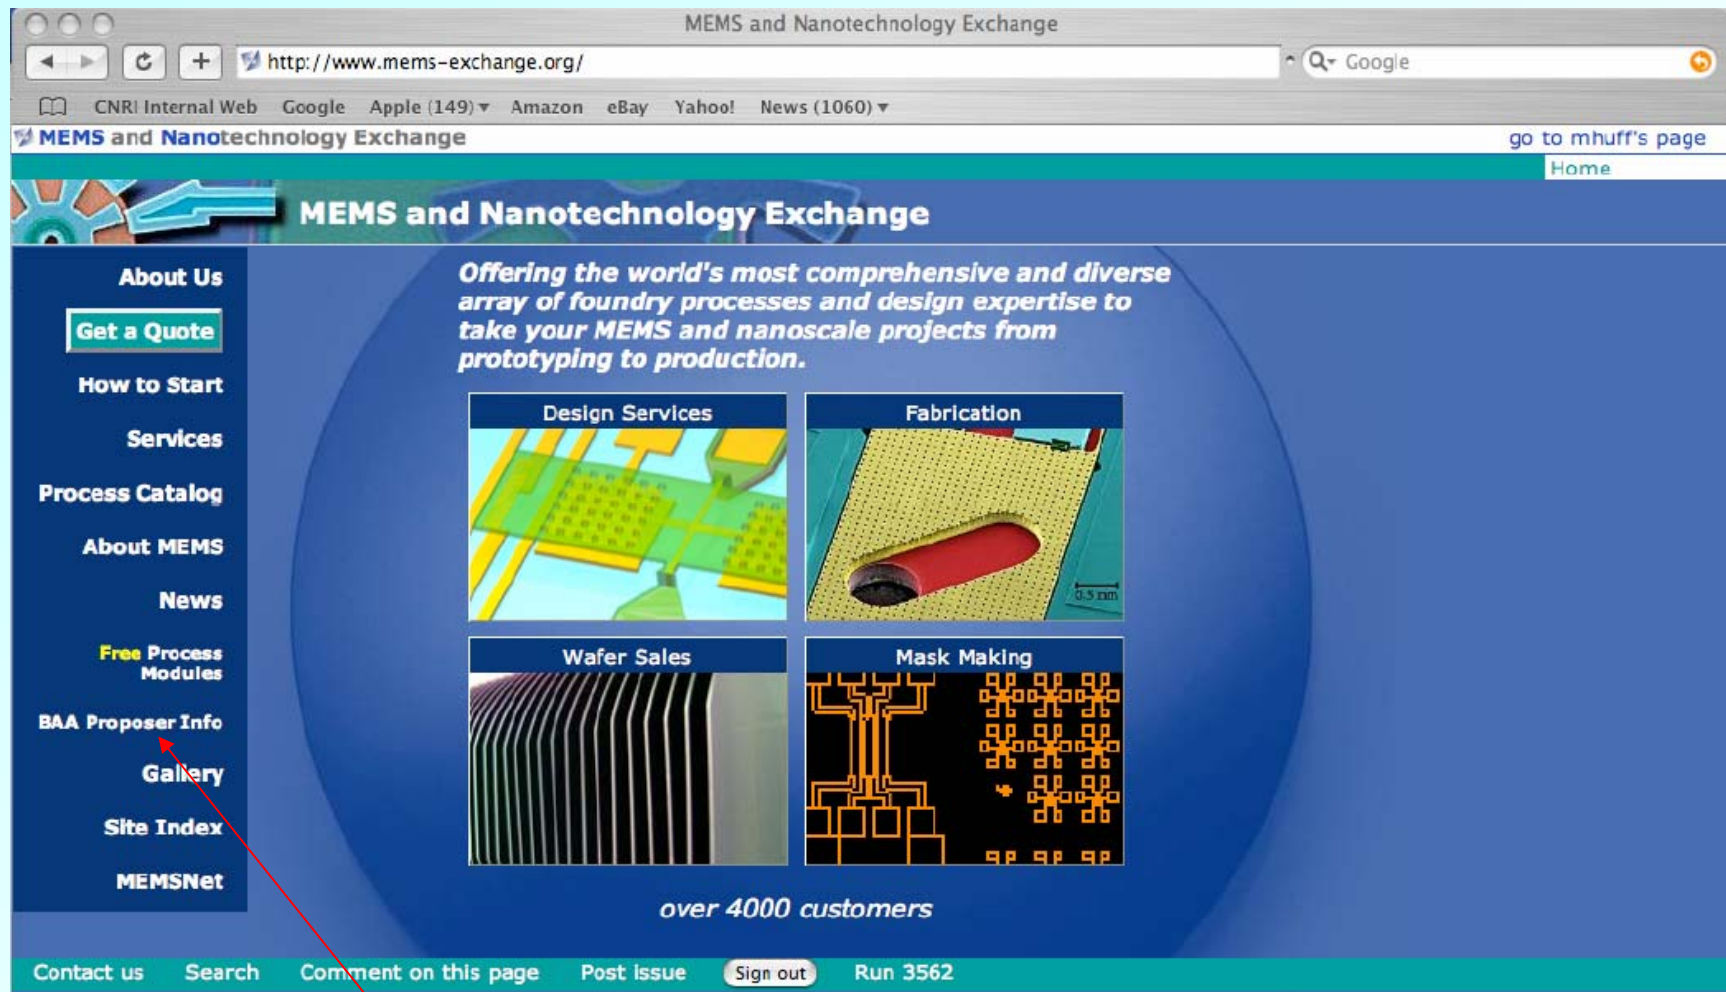 MEMS and Nanotechnology Exchange
http://www.mems-exchange.org/
Google
CNRI Internal Web Google Apple (149) Amazon eBay Yahoo! News (1060)
MEMS and Nanotechnology Exchange
go to mhuff's page
Home
MEMS and Nanotechnology Exchange
About Us
Get a Quote
How to Start
Services
Process Catalog
About MEMS
News
Free Process
Modules
BAA Proposer Info
Gallery
Site Index
MEMSNet
Offering the world's most comprehensive and diverse
array of foundry processes and design expertise to
take your MEMS and nanoscale projects from
prototyping to production.
Design Services
Fabrication
0.5 mm
Wafer Sales
Mask Making
over 4000 customers
Contact us Search Comment on this page Post issue Sign out Run 3562